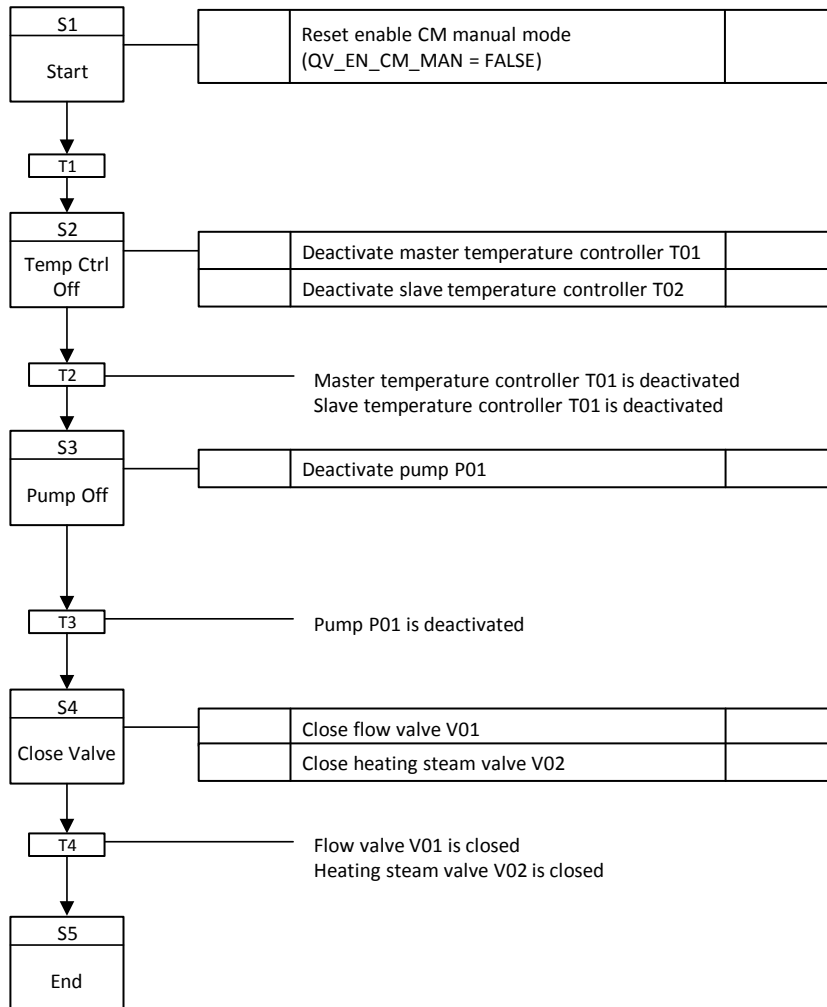 S1
Start
Reset enable CM manual mode
(QV_EN_CM_MAN = FALSE)
T1
S2
Temp Ctrl
Off
Deactivate master temperature controller T01
Deactivate slave temperature controller T02
T2
Master temperature controller T01 is deactivated
Slave temperature controller T01 is deactivated
S3
Pump Off
Deactivate pump P01
T3
Pump P01 is deactivated
S4
Close Valve
Close flow valve V01
Close heating steam valve V02
T4
Flow valve V01 is closed
Heating steam valve V02 is closed
S5
End